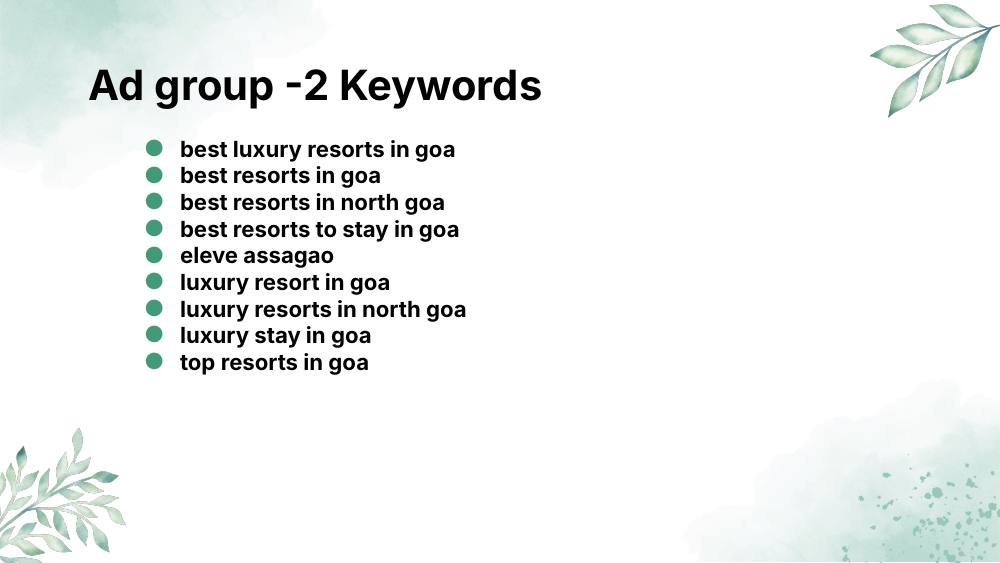 Ad group -2 Keywords
best luxury resorts in goa
best resorts in goa
best resorts in north goa
best resorts to stay in goa
eleve assagao
luxury resort in goa
luxury resorts in north goa
luxury stay in goa
top resorts in goa